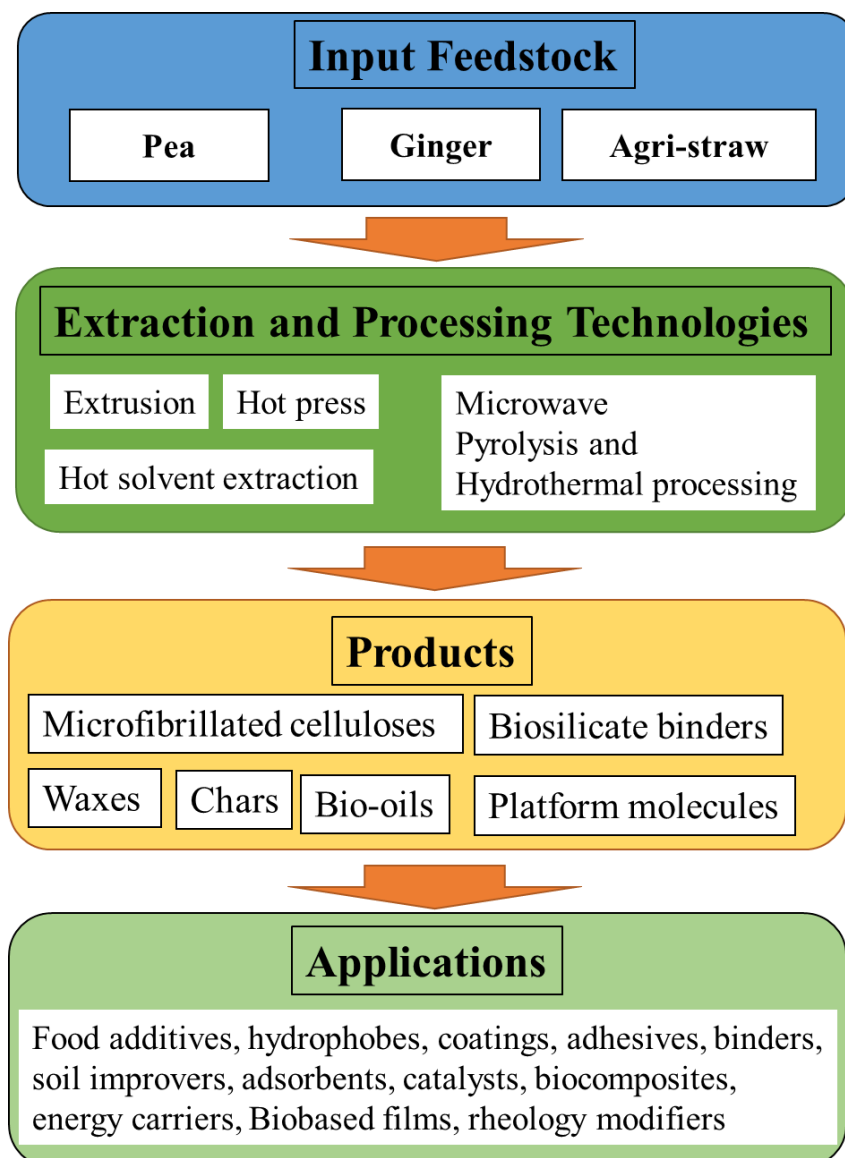 Input Feedstock
Pea
Ginger
Agri-straw
Extraction and Processing Technologies
Extrusion
Hot press
Hot solvent extraction
Microwave
Pyrolysis and
Hydrothermal processing
Products
Microfibrillated celluloses
Biosilicate binders
Waxes
Chars
Bio-oils
Platform molecules
Applications
Food additives, hydrophobes, coatings, adhesives, binders,
soil improvers, adsorbents, catalysts, biocomposites,
energy carriers, Biobased films, rheology modifiers